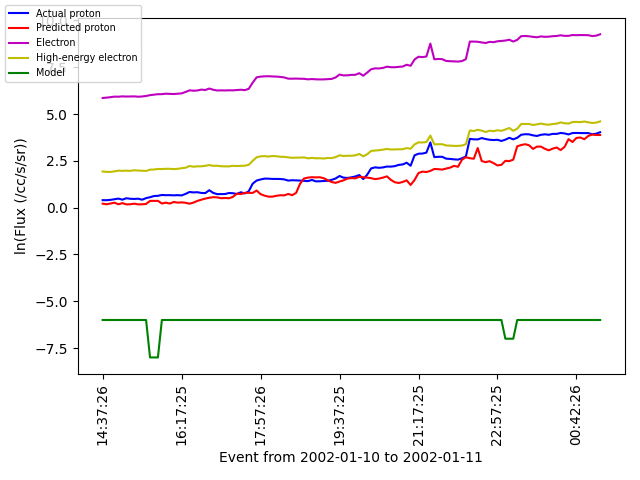 Actual proton
Predicted proton
Electron
High-energy electron
Model
5.0
2.5
0.0
−2.5
−5.0
−7.5
ln(Flux (/cc/s/sr))
14:37:26
16:17:25
17:57:26
19:37:25
21:17:25
22:57:25
00:42:26
Event from 2002-01-10 to 2002-01-11